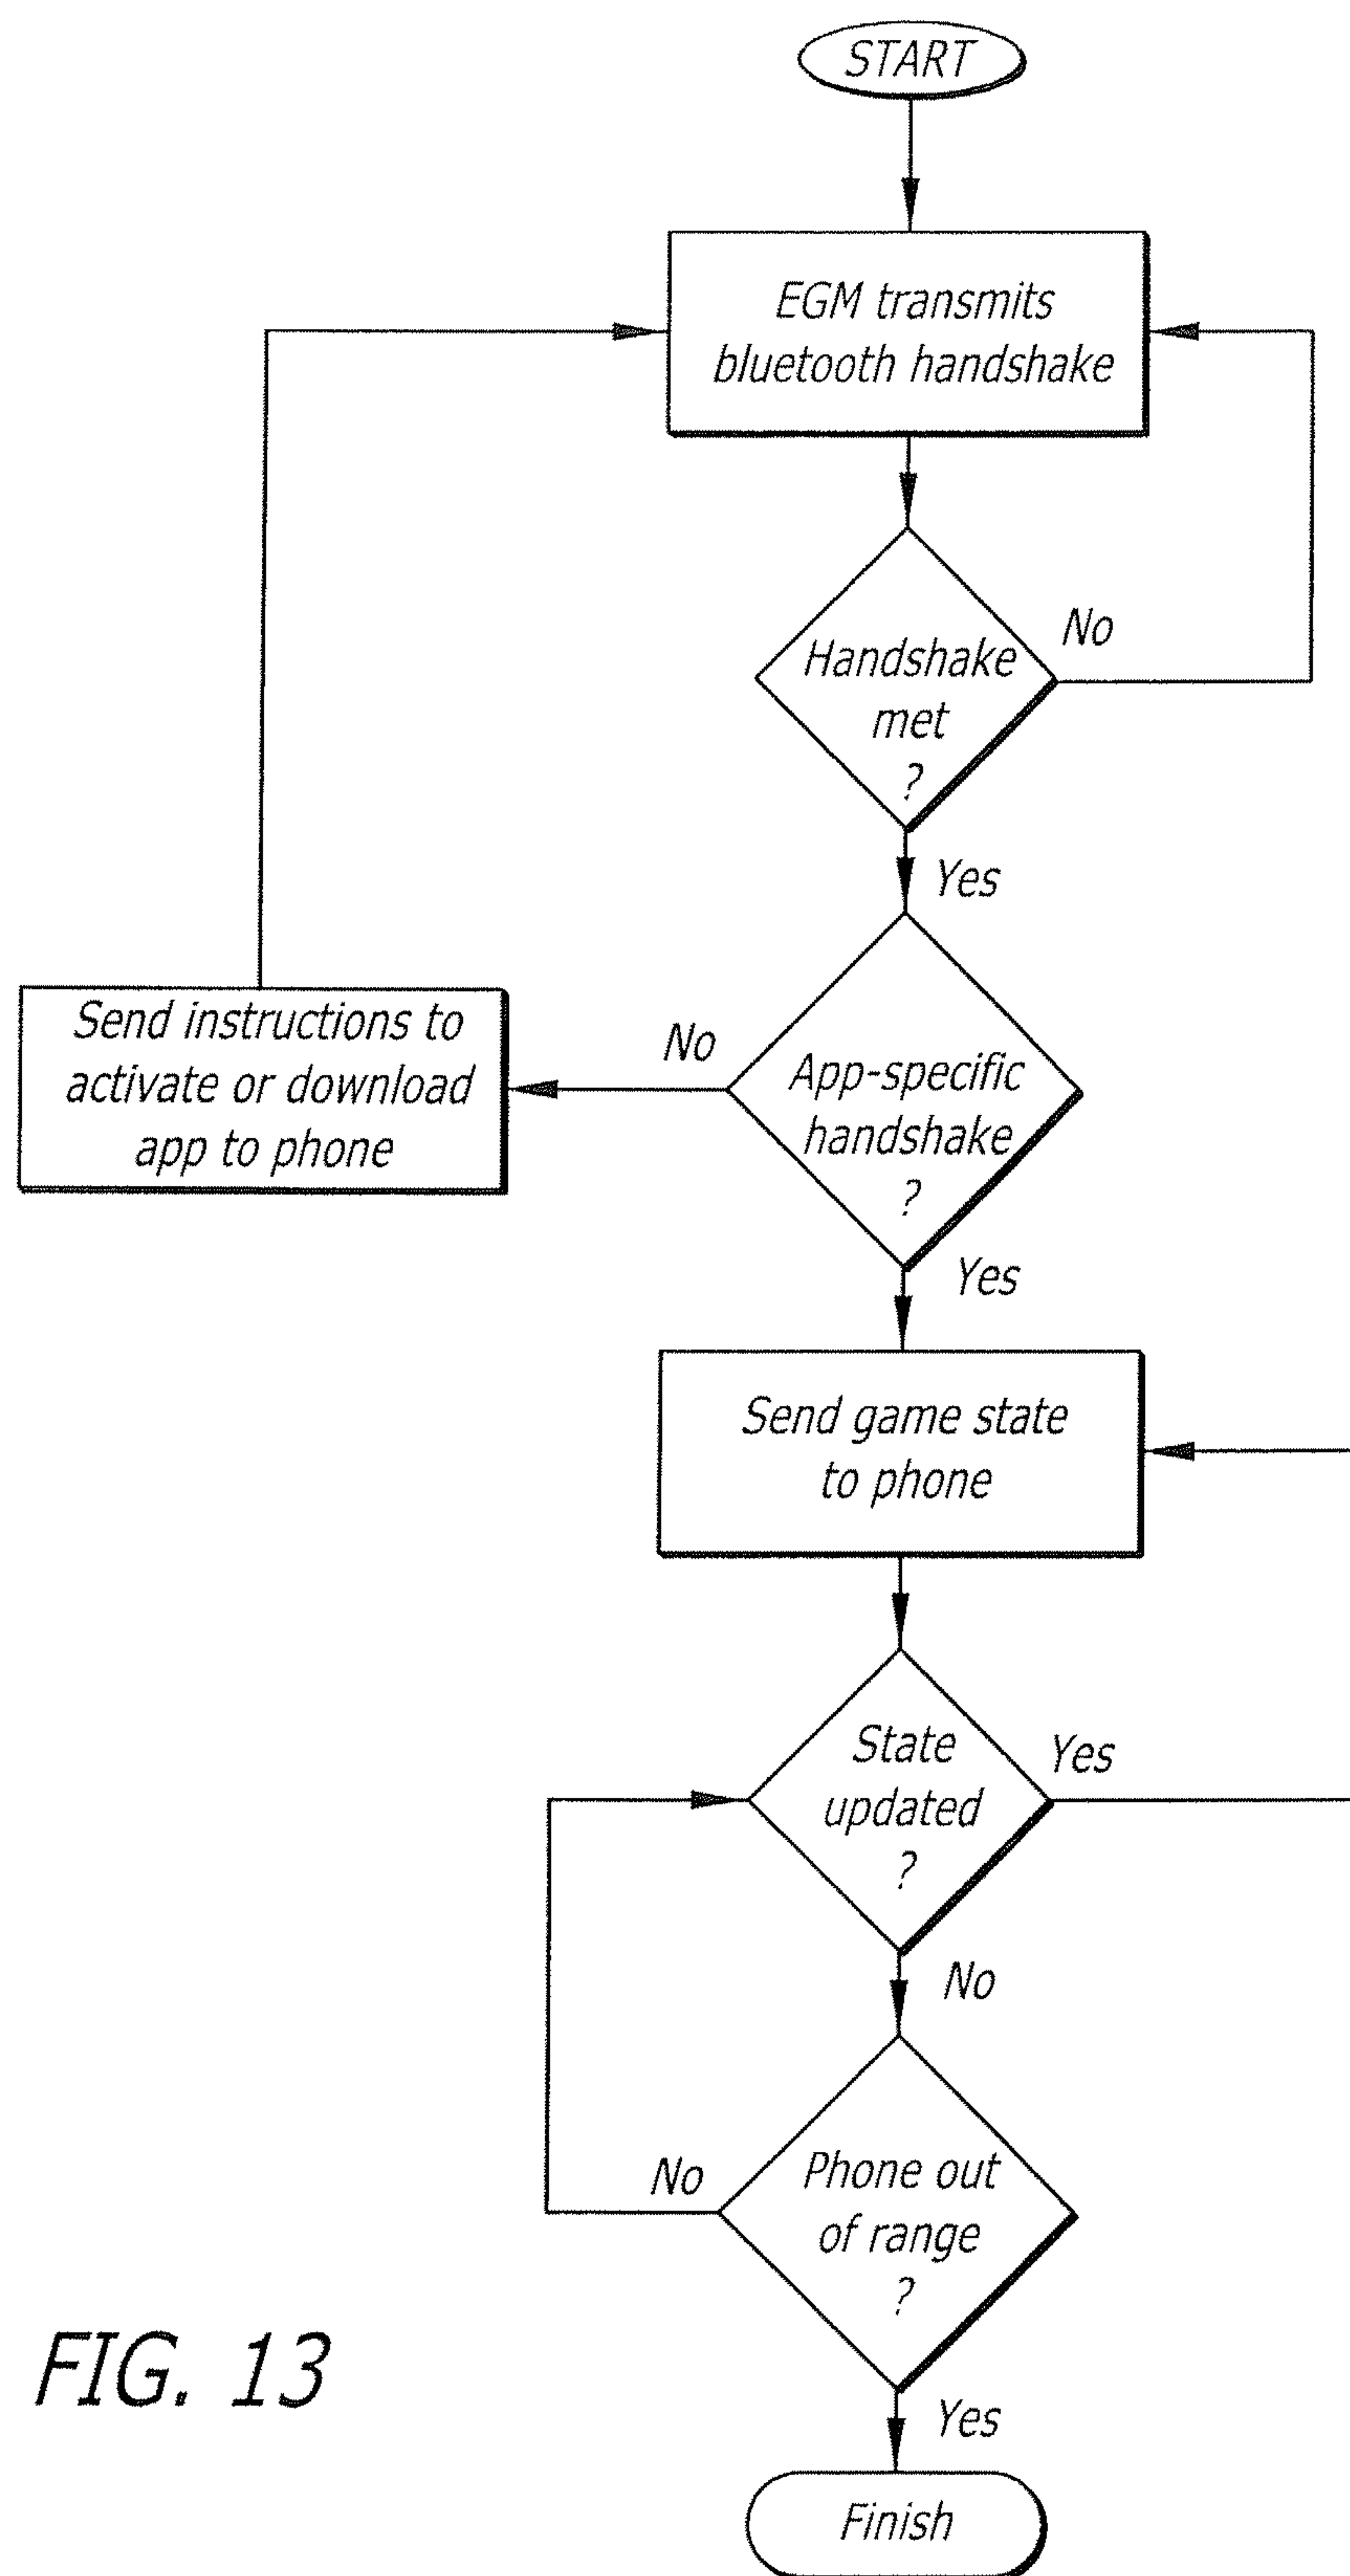 START
EGM transmits
bluetooth handshake
Handshake
met
?
No
Yes
Send instructions to
activate or download
app to phone
No
App-specific
handshake
?
Yes
Send game state
to phone
State
updated
?
Yes
No
Phone out
of range
?
No
Yes
Finish
FIG. 13